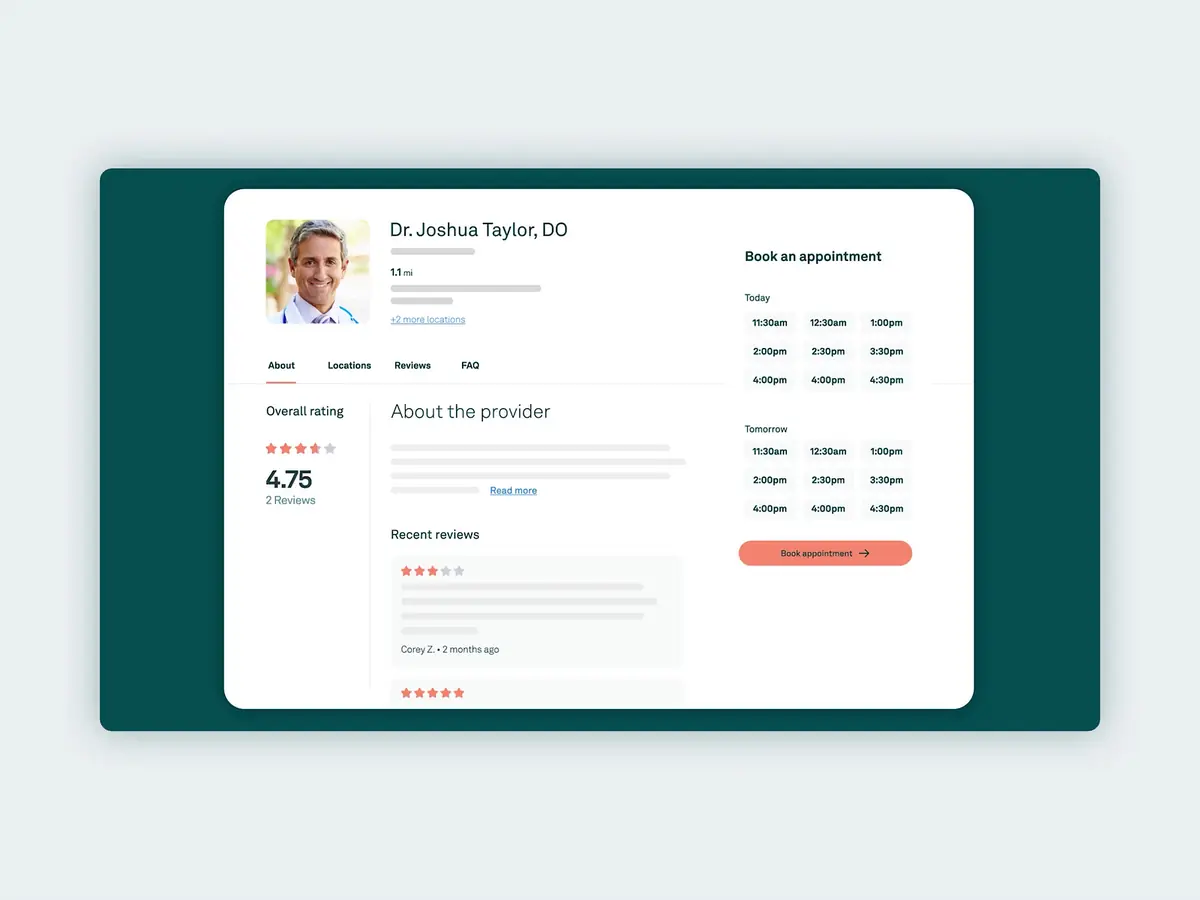 Dr. Joshua Taylor, DO
1.1 mi
+2 more locations
About Locations Reviews FAQ
Overall rating
4.75
2 Reviews
About the provider
Read more
Recent reviews
Corey Z. • 2 months ago
Book an appointment
Today
11:30am 12:30am 1:00pm
2:00pm 2:30pm 3:30pm
4:00pm 4:00pm 4:30pm
Tomorrow
11:30am 12:30am 1:00pm
2:00pm 2:30pm 3:30pm
4:00pm 4:00pm 4:30pm
Book appointment →